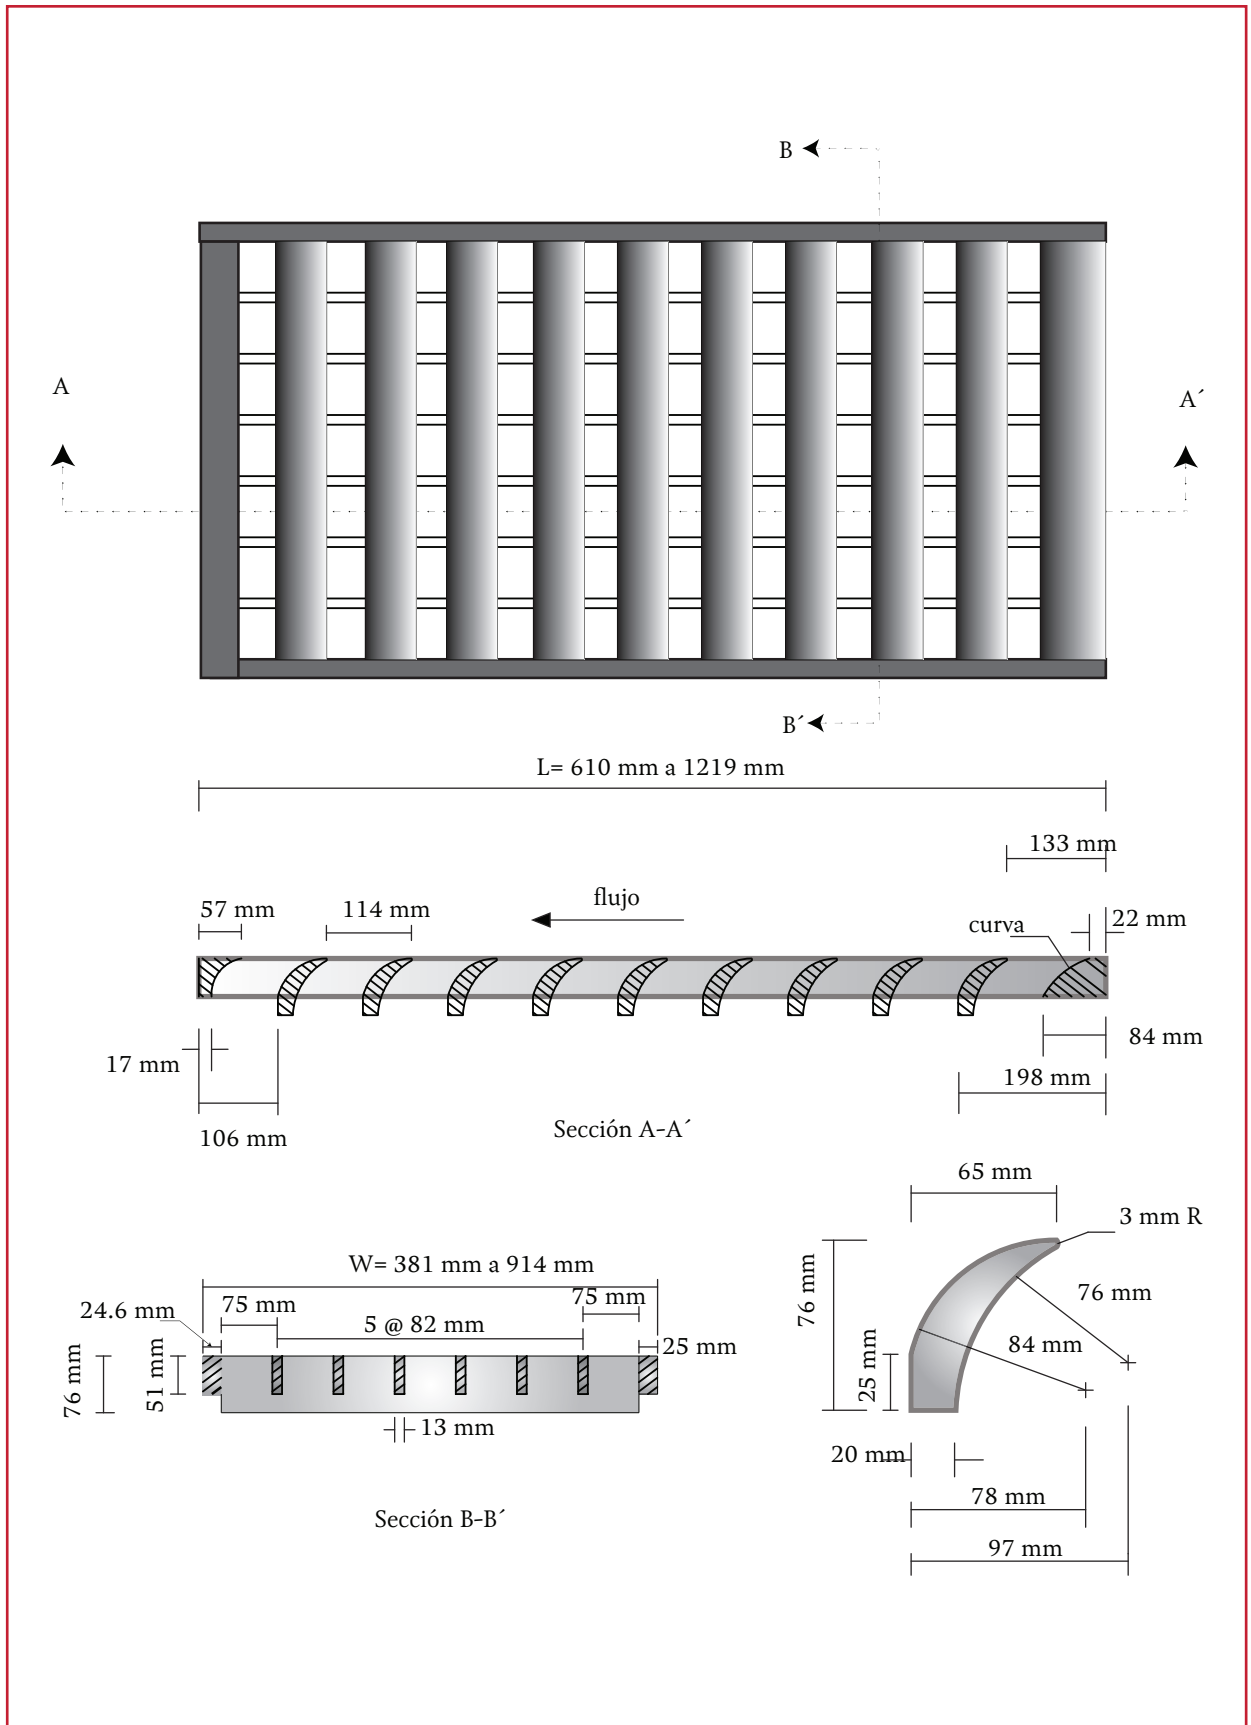 B
A
A´
B´
L= 610 mm a 1219 mm
133 mm
57 mm
114 mm
flujo
curva
22 mm
17 mm
84 mm
198 mm
106 mm
Sección A-A´
65 mm
3 mm R
W= 381 mm a 914 mm
24.6 mm
75 mm
75 mm
5 @ 82 mm
25 mm
76 mm
51 mm
13 mm
76 mm
76 mm
84 mm
25 mm
20 mm
78 mm
97 mm
Sección B-B´